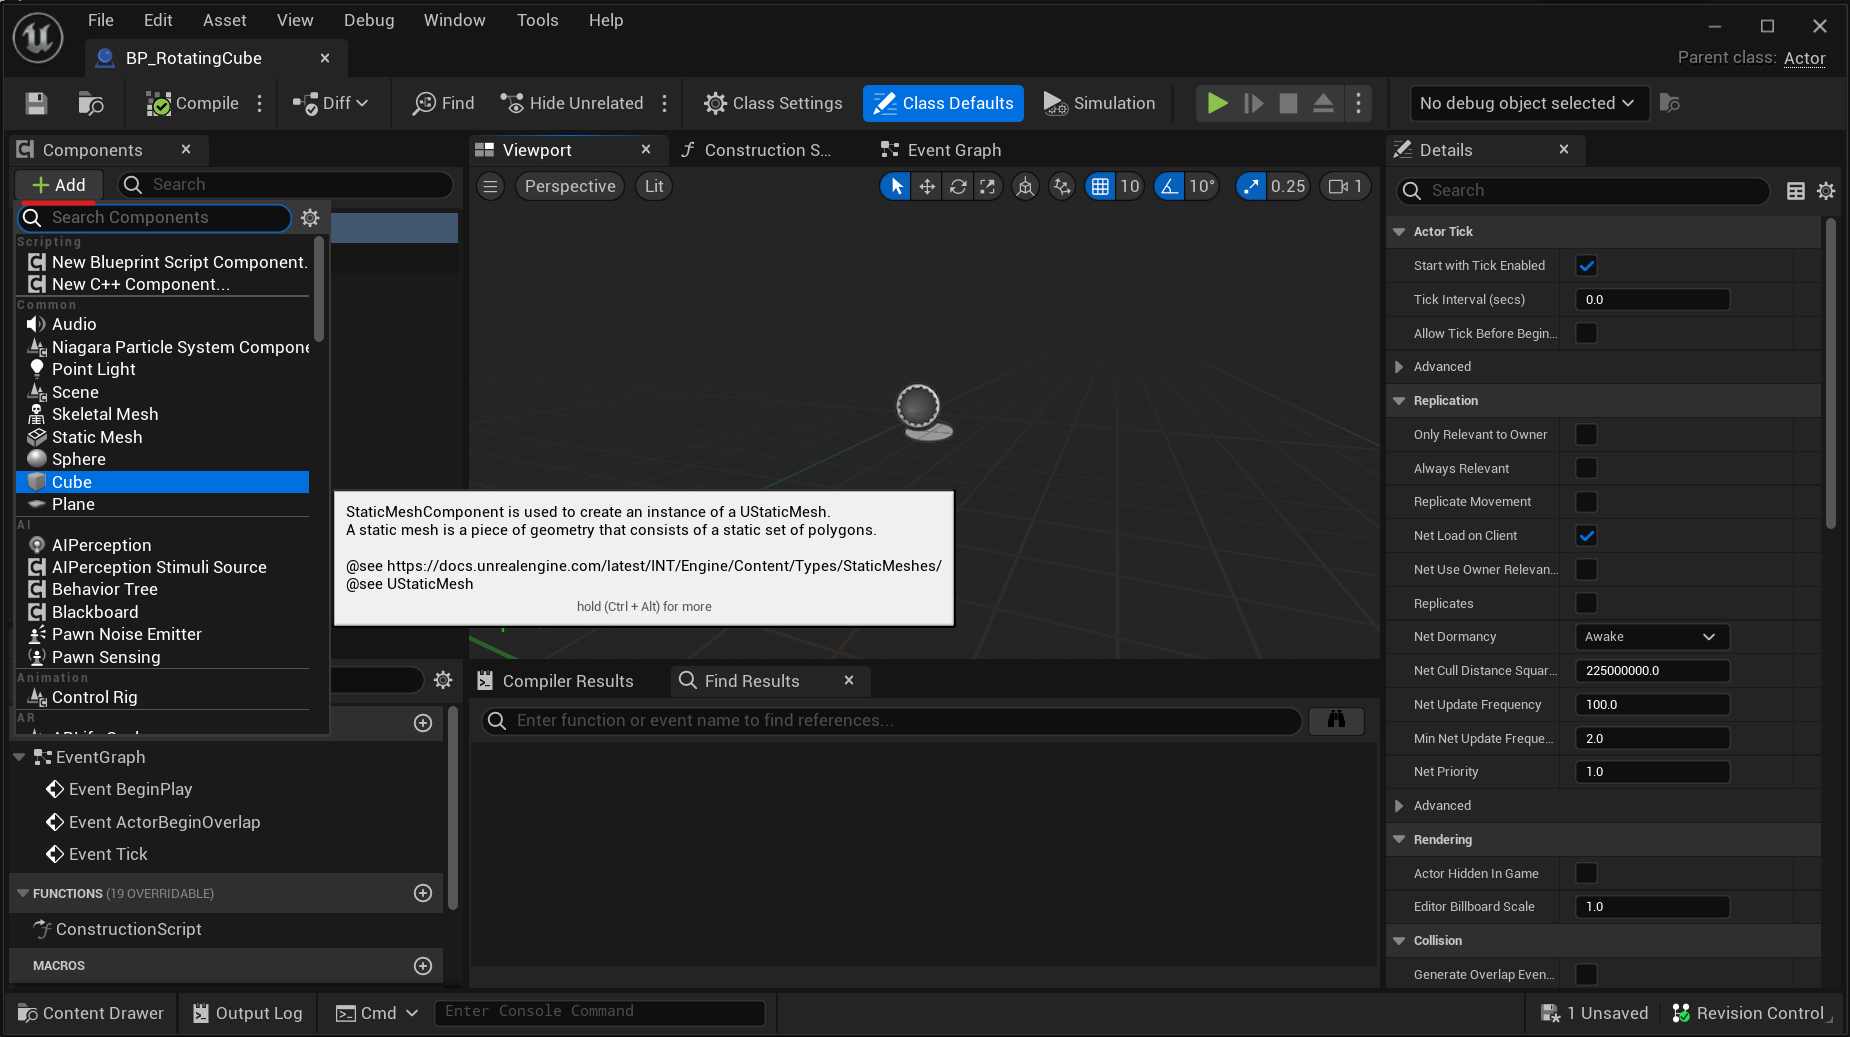 File Edit View Debug Window Tools Help
Asset
BP_RotatingCube
Parent class: Actor
Compile
Diff
Find
Hide Unrelated
Class Settings
Class Defaults
Simulation
No debug object selected
Components
Add
Search
Search Components
Scripting
New Blueprint Script Component.
New C++ Component...
Common
Audio
Niagara Particle System Compone
Point Light
Scene
Skeletal Mesh
Static Mesh
Sphere
Cube
Plane
AI
AIPerception
AIPerception Stimuli Source
Behavior Tree
Blackboard
Pawn Noise Emitter
Pawn Sensing
Animation
Control Rig
AR
EventGraph
Event BeginPlay
Event ActorBeginOverlap
Event Tick
FUNCTIONS (19 OVERRIDABLE)
ConstructionScript
MACROS
Viewport
Construction S...
Event Graph
Perspective
Lit
10
10°
0.25
1
StaticMeshComponent is used to create an instance of a UStaticMesh.
A static mesh is a piece of geometry that consists of a static set of polygons.
@see https://docs.unrealengine.com/latest/INT/Engine/Content/Types/StaticMeshes/
@see UStaticMesh
hold (Ctrl + Alt) for more
Compiler Results
Find Results
Enter function or event name to find references...
Details
Search
Actor Tick
Start with Tick Enabled
Tick Interval (secs) 0.0
Allow Tick Before Begin...
Advanced
Replication
Only Relevant to Owner
Always Relevant
Replicate Movement
Net Load on Client
Net Use Owner Relevan...
Replicates
Net Dormancy Awake
Net Cull Distance Squar... 225000000.0
Net Update Frequency 100.0
Min Net Update Freque... 2.0
Net Priority 1.0
Advanced
Rendering
Actor Hidden In Game
Editor Billboard Scale 1.0
Collision
Generate Overlap Even...
Content Drawer
Output Log
Cmd
Enter Console Command
1 Unsaved
Revision Control